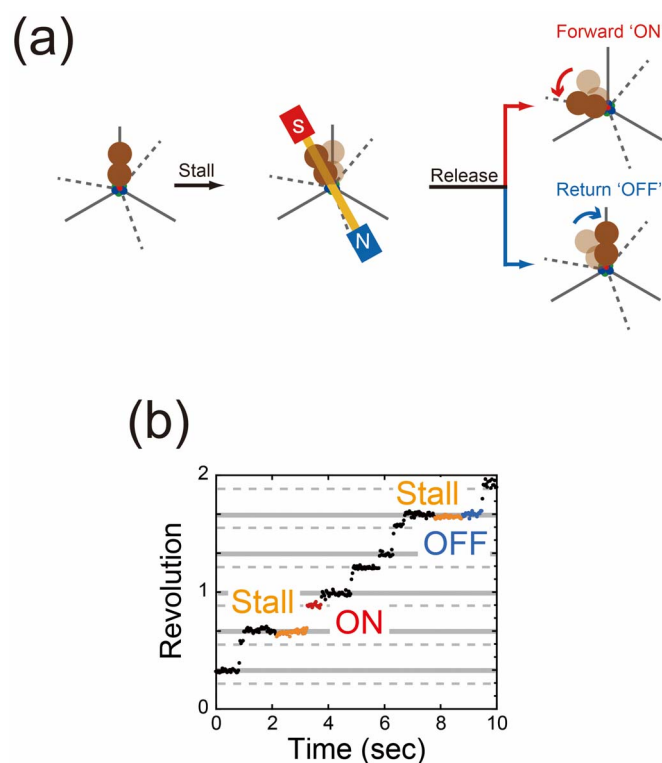 (a)
Forward ‘ON
Stall
S
N
Release
Return ‘OFF’
(b)
2
Stall
OFF
1
Stall
ON
0
Revolution
0 2 4 6 8 10
Time (sec)